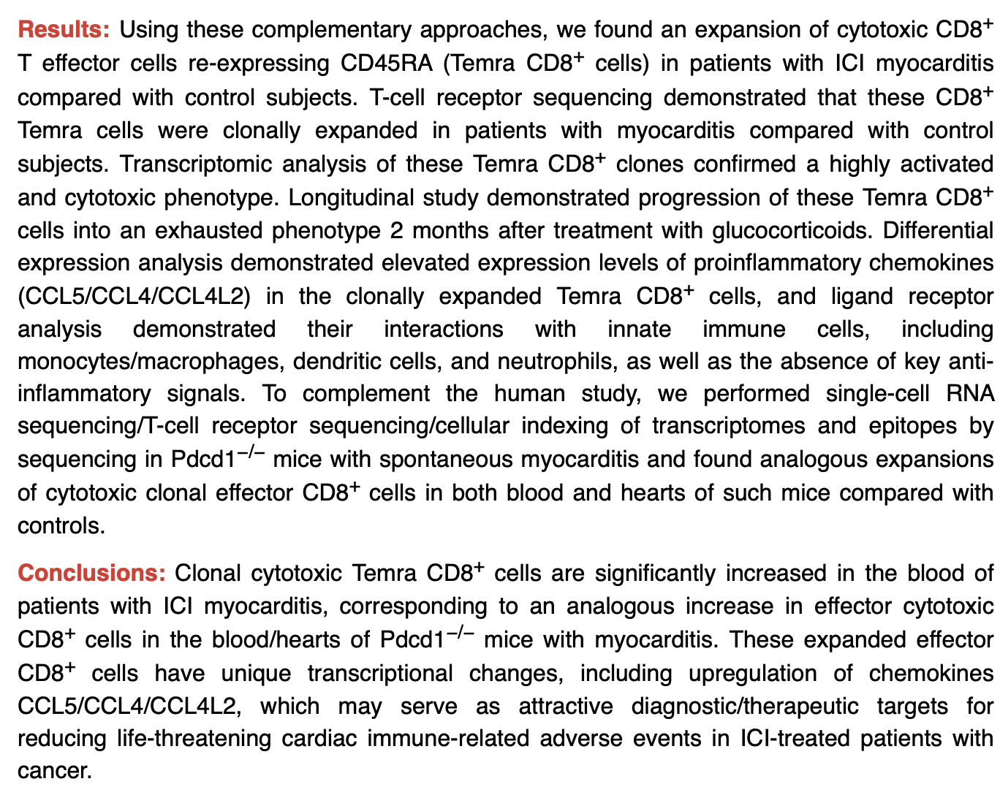 Results: Using these complementary approaches, we found an expansion of cytotoxic CD8⁺
T effector cells re-expressing CD45RA (Temra CD8⁺ cells) in patients with ICI myocarditis
compared with control subjects. T-cell receptor sequencing demonstrated that these CD8⁺
Temra cells were clonally expanded in patients with myocarditis compared with control
subjects. Transcriptomic analysis of these Temra CD8⁺ clones confirmed a highly activated
and cytotoxic phenotype. Longitudinal study demonstrated progression of these Temra CD8⁺
cells into an exhausted phenotype 2 months after treatment with glucocorticoids. Differential
expression analysis demonstrated elevated expression levels of proinflammatory chemokines
(CCL5/CCL4/CCL4L2) in the clonally expanded Temra CD8⁺ cells, and ligand receptor
analysis demonstrated their interactions with innate immune cells, including
monocytes/macrophages, dendritic cells, and neutrophils, as well as the absence of key anti-
inflammatory signals. To complement the human study, we performed single-cell RNA
sequencing/T-cell receptor sequencing/cellular indexing of transcriptomes and epitopes by
sequencing in Pdcd1⁻/⁻ mice with spontaneous myocarditis and found analogous expansions
of cytotoxic clonal effector CD8⁺ cells in both blood and hearts of such mice compared with
controls.
Conclusions: Clonal cytotoxic Temra CD8⁺ cells are significantly increased in the blood of
patients with ICI myocarditis, corresponding to an analogous increase in effector cytotoxic
CD8⁺ cells in the blood/hearts of Pdcd1⁻/⁻ mice with myocarditis. These expanded effector
CD8⁺ cells have unique transcriptional changes, including upregulation of chemokines
CCL5/CCL4/CCL4L2, which may serve as attractive diagnostic/therapeutic targets for
reducing life-threatening cardiac immune-related adverse events in ICI-treated patients with
cancer.